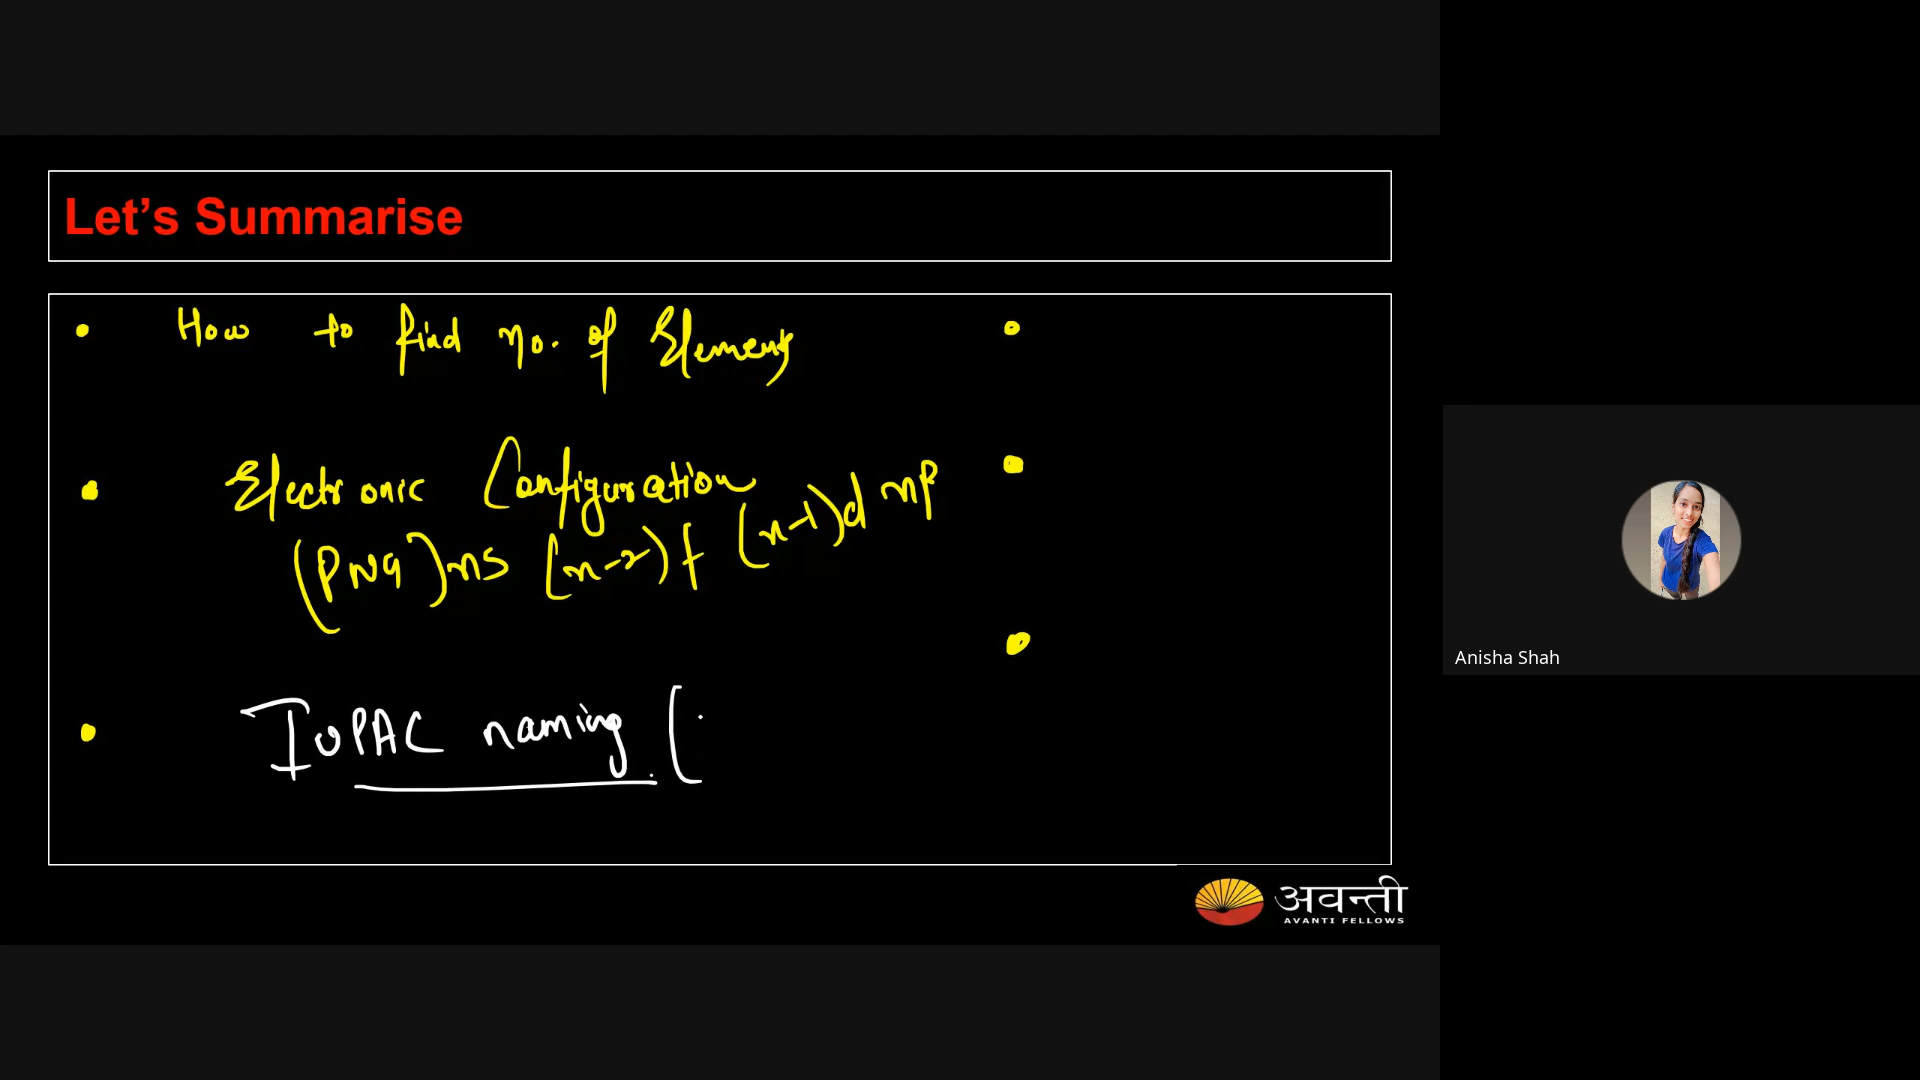 Let’s Summarise
• How to find no. of Elements
• Electronic Configuration
(PNG) ns (n-2)f (n-1)d np
• IUPAC naming (
Anisha Shah
अवन्ती
AVANTI FELLOWS